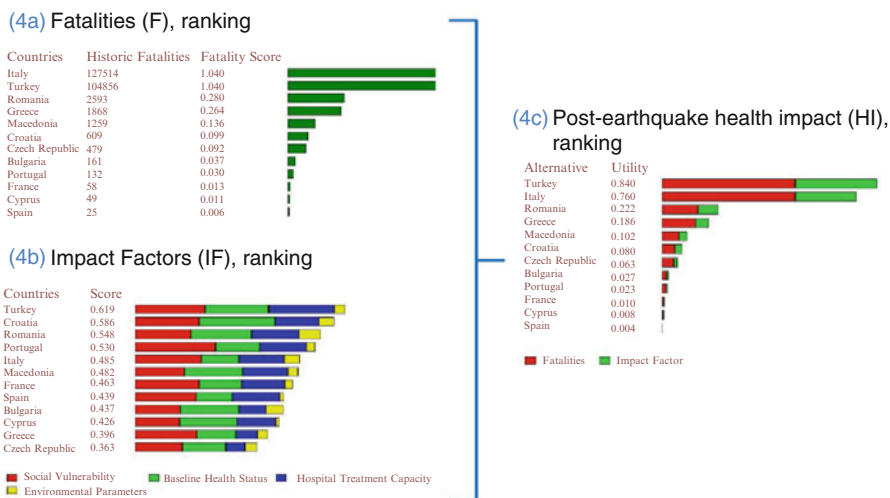 (4a) Fatalities (F), ranking
Countries Historic Fatalities Fatality Score
Italy 127514 1.040
Turkey 104856 1.040
Romania 2593 0.280
Greece 1868 0.264
Macedonia 1259 0.136
Croatia 609 0.099
Czech Republic 479 0.092
Bulgaria 161 0.037
Portugal 132 0.030
France 58 0.013
Cyprus 49 0.011
Spain 25 0.006
(4b) Impact Factors (IF), ranking
Countries Score
Turkey 0.619
Croatia 0.586
Romania 0.548
Portugal 0.530
Italy 0.485
Macedonia 0.482
France 0.463
Spain 0.439
Bulgaria 0.437
Cyprus 0.426
Greece 0.396
Czech Republic 0.363
Social Vulnerability Baseline Health Status Hospital Treatment Capacity
Environmental Parameters
(4c) Post-earthquake health impact (HI),
ranking
Alternative Utility
Turkey 0.840
Italy 0.760
Romania 0.222
Greece 0.186
Macedonia 0.102
Croatia 0.080
Czech Republic 0.063
Bulgaria 0.027
Portugal 0.023
France 0.010
Cyprus 0.008
Spain 0.004
Fatalities Impact Factor